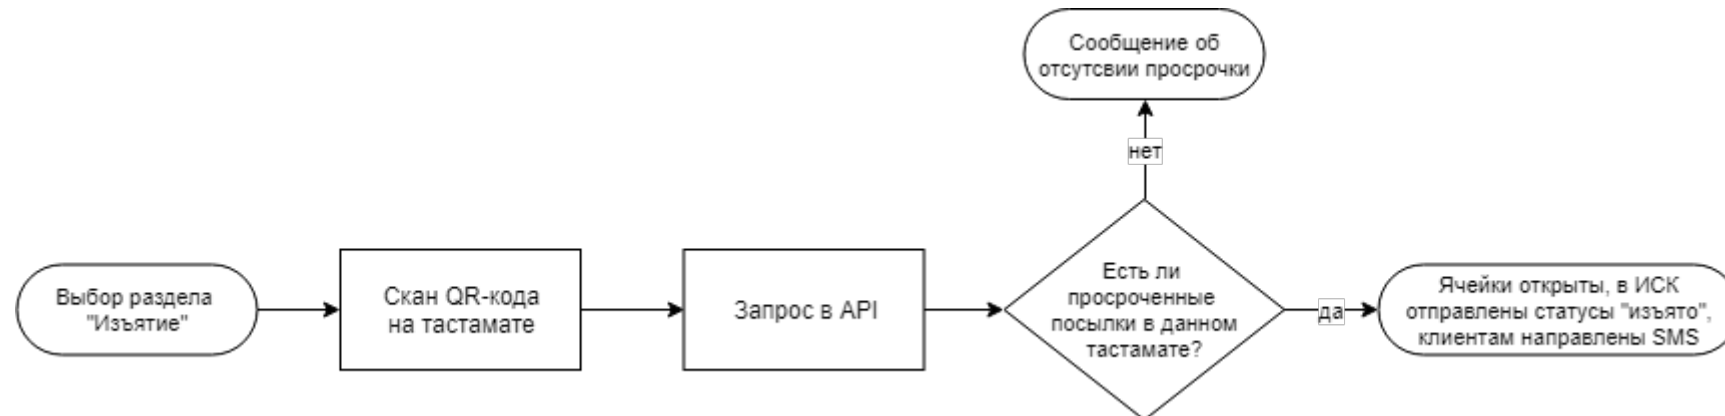 Сообщение об
отсутсвии просрочки
нет
Выбор раздела
"Изъятие"
Скан QR-кода
на тастамате
Запрос в API
Есть ли
просроченные
посылки в данном
тастамате?
да
Ячейки открыты, в ИСК
отправлены статусы "изъято",
клиентам направлены SMS